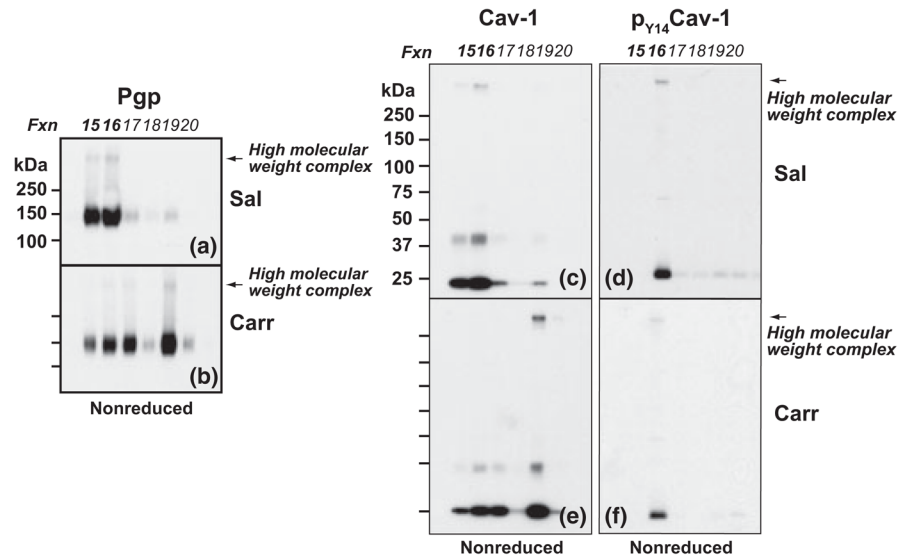 Pgp
Fxn 15 16 17 18 19 20
kDa
250
150
100
High molecular
weight complex
Sal
(a)
High molecular
weight complex
Carr
(b)
Nonreduced
Cav-1
pY14Cav-1
Fxn 15 16 17 18 19 20
15 16 17 18 19 20
kDa
250
150
100
75
50
37
25
High molecular
weight complex
Sal
(c)
(d)
High molecular
weight complex
Carr
(e)
(f)
Nonreduced
Nonreduced